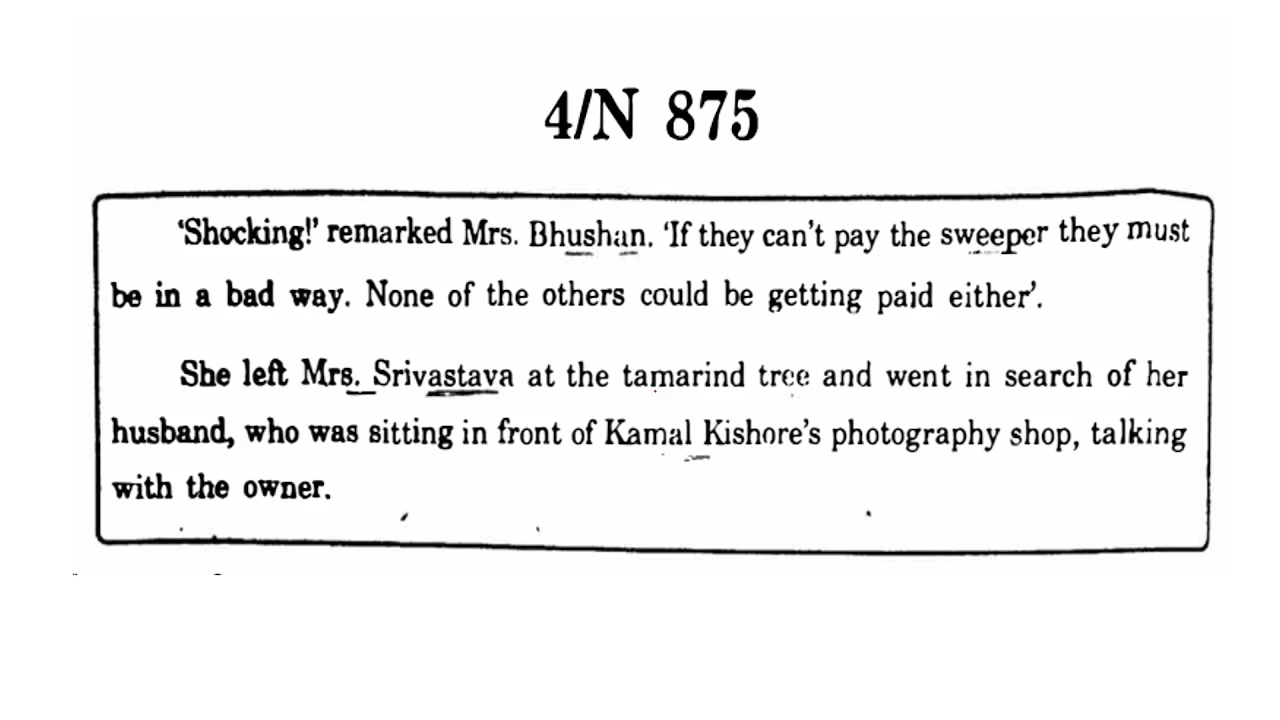 4/N 875
‘Shocking!’ remarked Mrs. Bhushan. ‘If they can’t pay the sweeper they must
be in a bad way. None of the others could be getting paid either’.
She left Mrs. Srivastava at the tamarind tree and went in search of her
husband, who was sitting in front of Kamal Kishore’s photography shop, talking
with the owner.